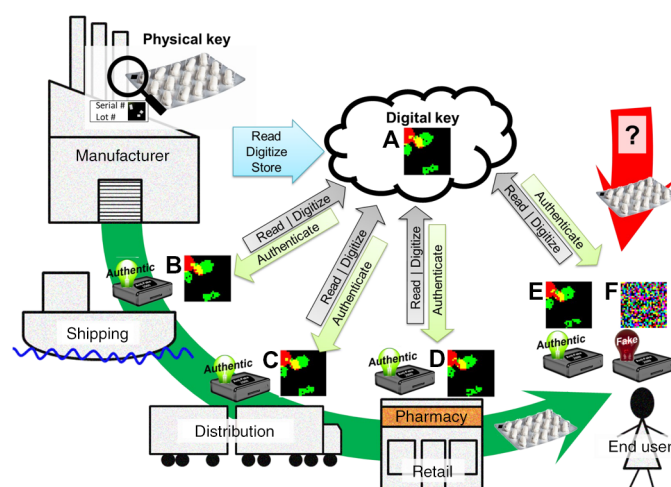 Physical key
Serial #
Lot #
Manufacturer
Read
Digitize
Store
Digital key
A
?
Read | Digitize
Authenticate
Read | Digitize
Authenticate
Read | Digitize
Authenticate
Authenticate
Read | Digitize
B
Authentic
Shipping
C
Authentic
Distribution
D
Authentic
Pharmacy
Retail
E
F
Authentic
Fake
End user